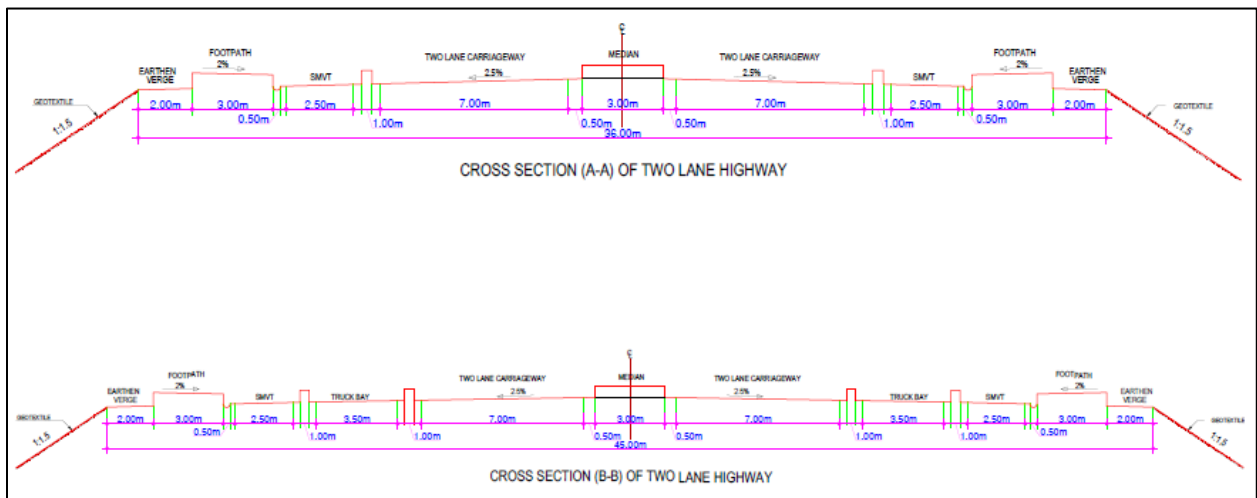 ℄
FOOTPATH
2%
TWO LANE CARRIAGEWAY
2.5%
MEDIAN
TWO LANE CARRIAGEWAY
2.5%
FOOTPATH
2%
EARTHEN
VERGE
SMVT
SMVT
EARTHEN
VERGE
GEOTEXTILE
GEOTEXTILE
1:1.5
1:1.5
2.00m 3.00m 2.50m 7.00m 3.00m 7.00m 2.50m 3.00m 2.00m
0.50m 1.00m 0.50m 0.50m 1.00m 0.50m
36.00m
CROSS SECTION (A-A) OF TWO LANE HIGHWAY
℄
FOOTPATH
2%
TWO LANE CARRIAGEWAY
2.5%
MEDIAN
TWO LANE CARRIAGEWAY
2.5%
FOOTPATH
2%
EARTHEN
VERGE
SMVT
TRUCK BAY
TRUCK BAY
SMVT
EARTHEN
VERGE
GEOTEXTILE
GEOTEXTILE
1:1.5
1:1.5
2.00m 3.00m 2.50m 3.50m 7.00m 3.00m 7.00m 3.50m 2.50m 3.00m 2.00m
0.50m 1.00m 1.00m 0.50m 0.50m 1.00m 1.00m 0.50m
45.00m
CROSS SECTION (B-B) OF TWO LANE HIGHWAY